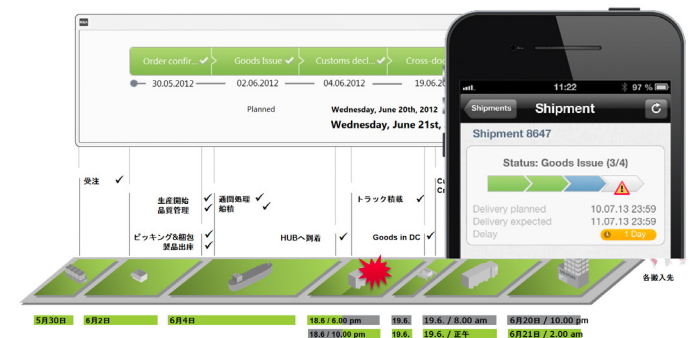 Order confir...
Goods Issue
Customs decl...
Cross-doc
30.05.2012
02.06.2012
04.06.2012
19.06.20
Planned
Wednesday, June 20th, 2012
Wednesday, June 21st,
11:22
97 %
Shipments
Shipment
Shipment 8647
Status: Goods Issue (3/4)
Delivery planned 10.07.13 23:59
Delivery expected 11.07.13 23:59
Delay 1 Day
受注
生産開始
品質管理
通関処理
船積
トラック積載
ピッキング&梱包
製品出庫
HUBへ到着
Goods in DC
各搬入先
5月30日
6月2日
6月4日
18.6 / 6.00 pm
19.6.
19.6. / 8.00 am
6月20日 / 10.00 pm
18.6 / 10.00 pm
19.6.
19.6. / 正午
6月21日 / 2.00 am